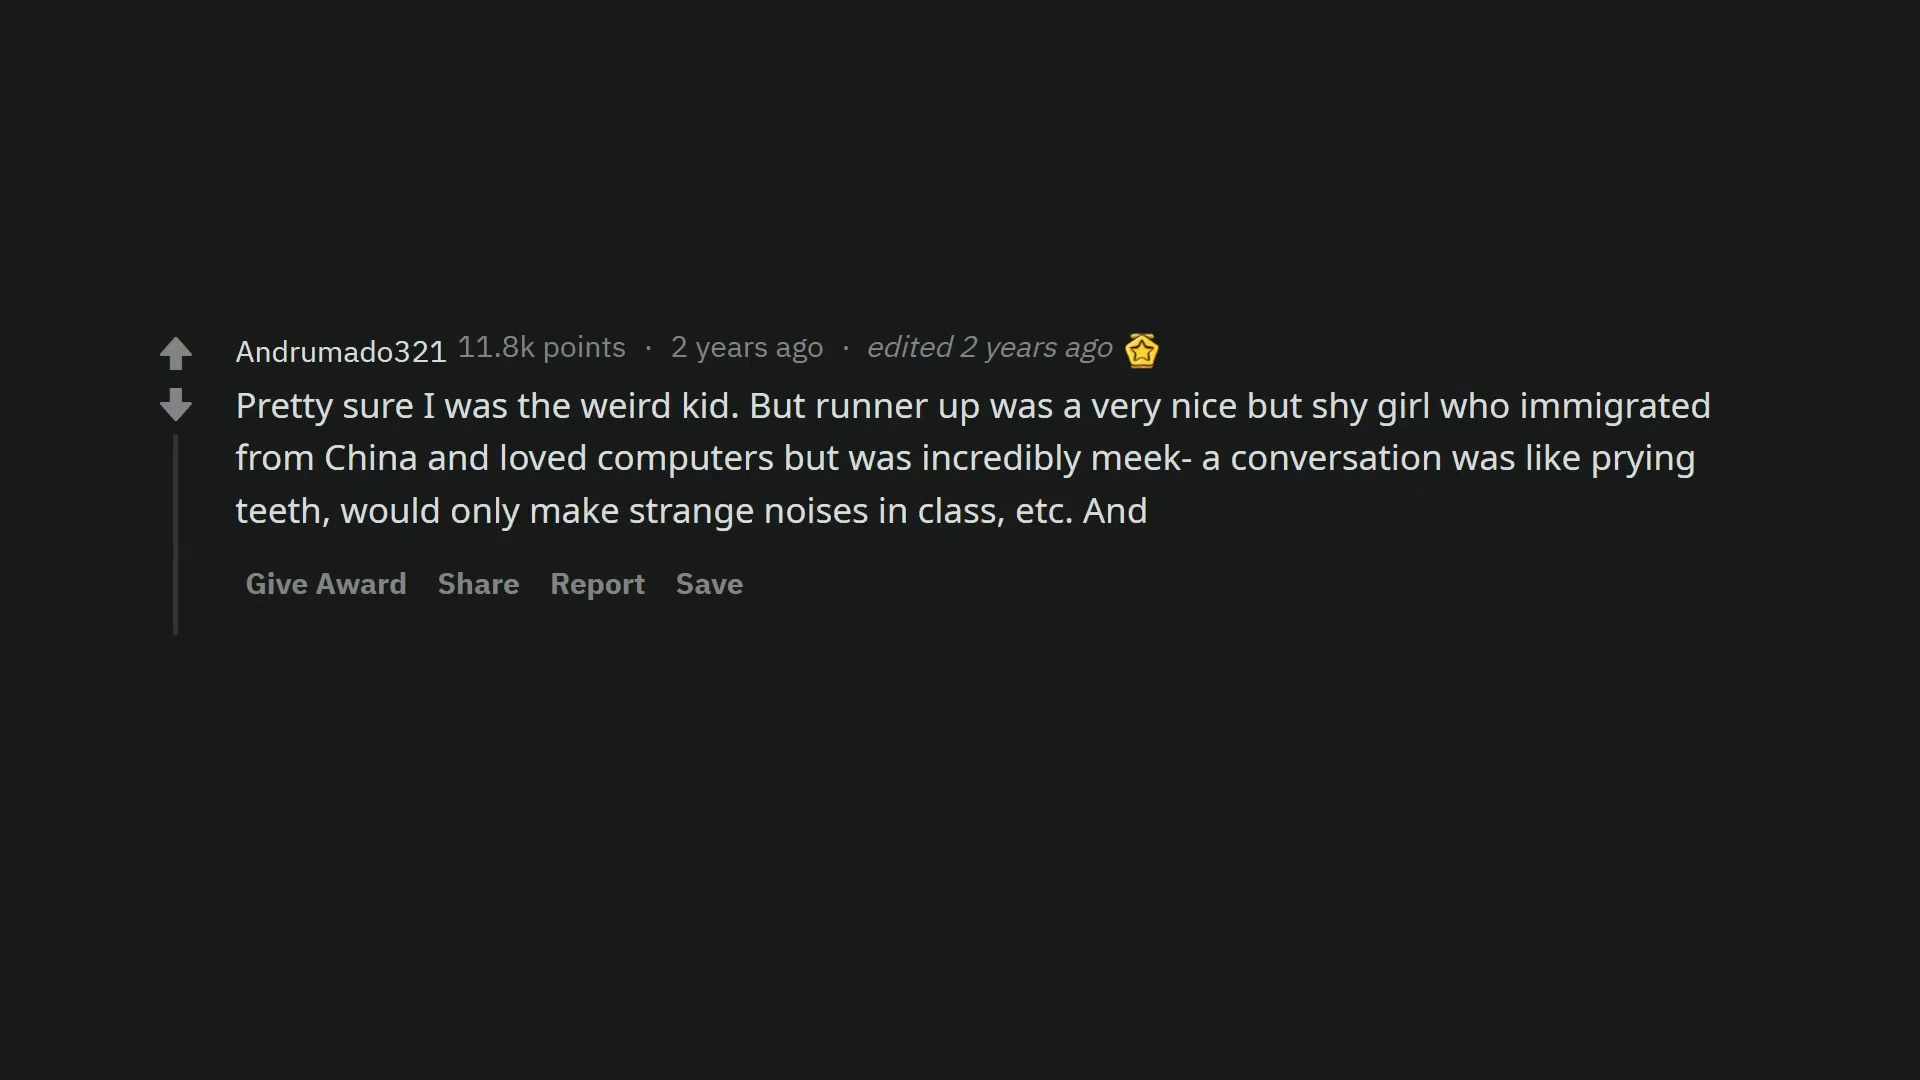 Andrumado321 11.8k points · 2 years ago · edited 2 years ago
Pretty sure I was the weird kid. But runner up was a very nice but shy girl who immigrated
from China and loved computers but was incredibly meek- a conversation was like prying
teeth, would only make strange noises in class, etc. And
Give Award Share Report Save